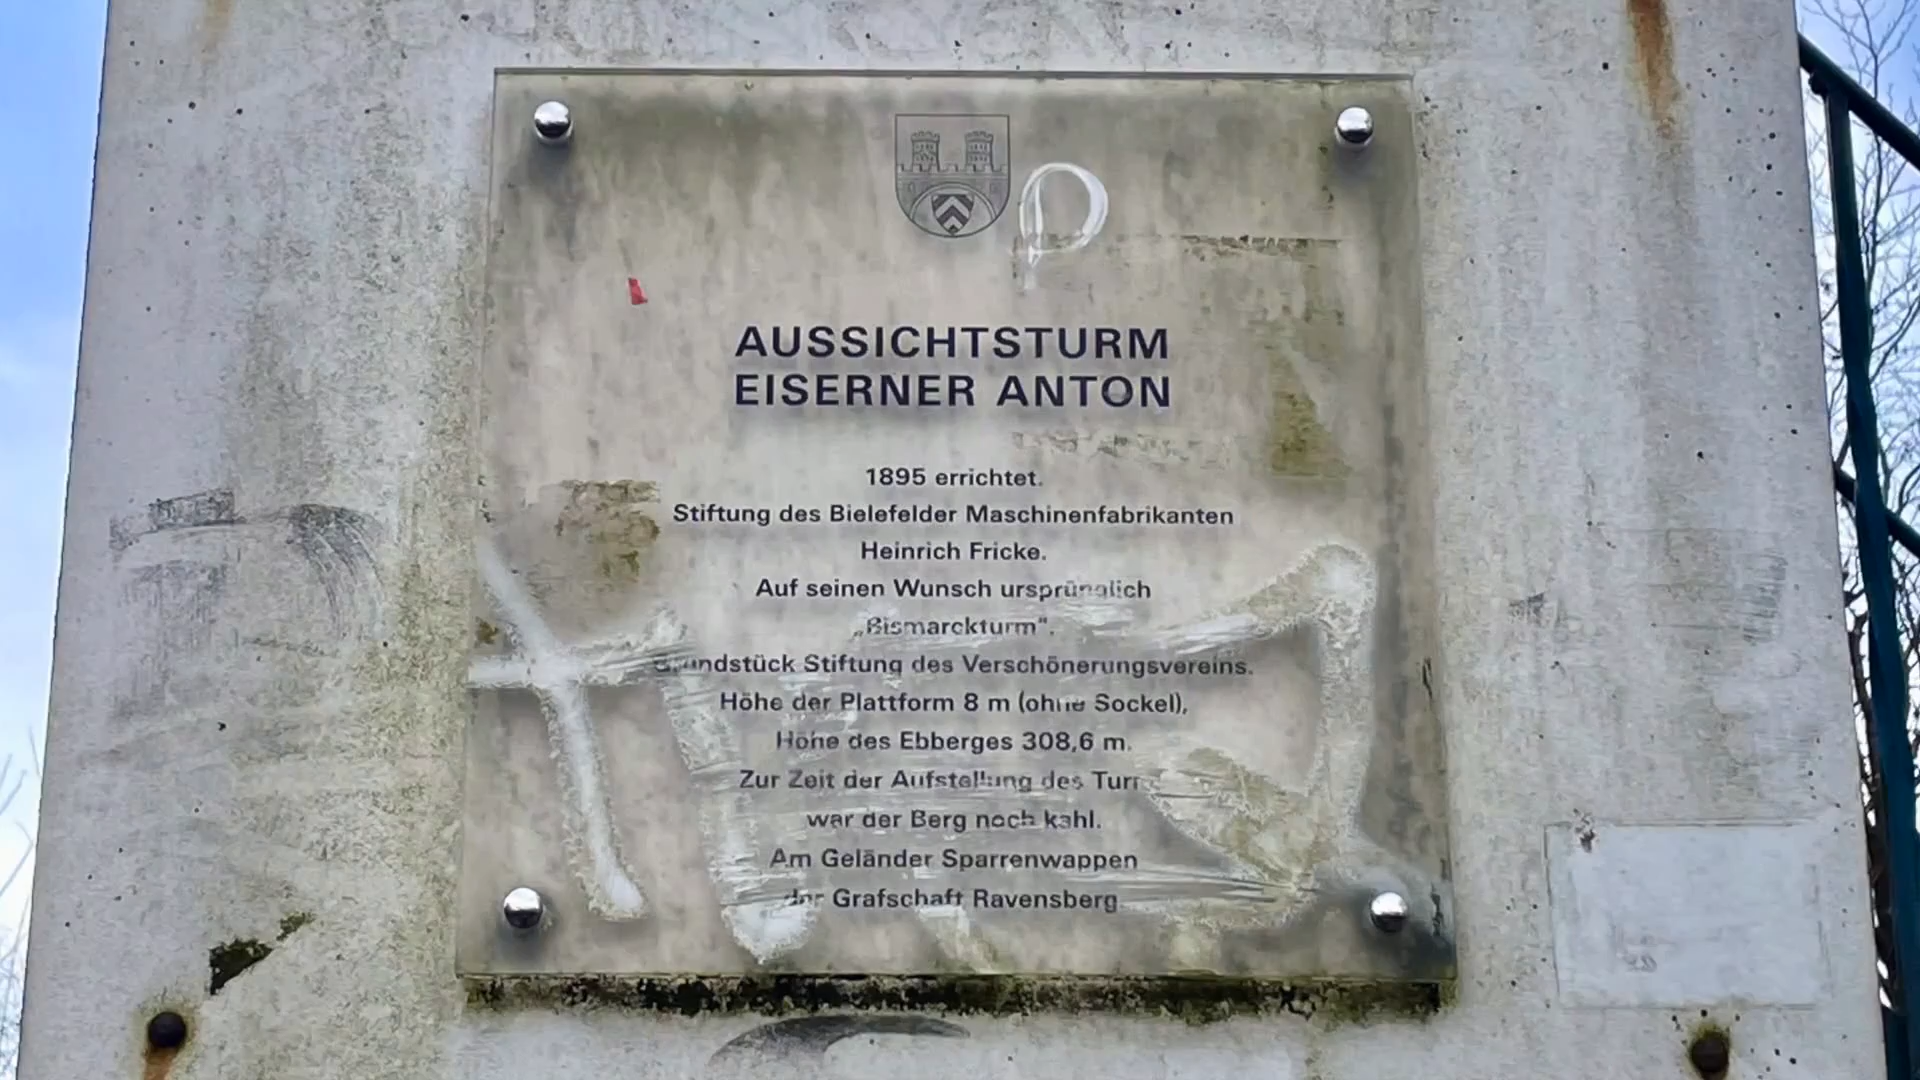 AUSSICHTSTURM
EISERNER ANTON
1895 errichtet.
Stiftung des Bielefelder Maschinenfabrikanten
Heinrich Fricke.
Auf seinen Wunsch ursprünglich
„Bismarckturm".
Grundstück Stiftung des Verschönerungsvereins.
Höhe der Plattform 8 m (ohne Sockel),
Höhe des Ebberges 308,6 m.
Zur Zeit der Aufstellung des
war der Berg noch kahl.
Am Geländer Sparrenwappen
der Grafschaft Ravensberg